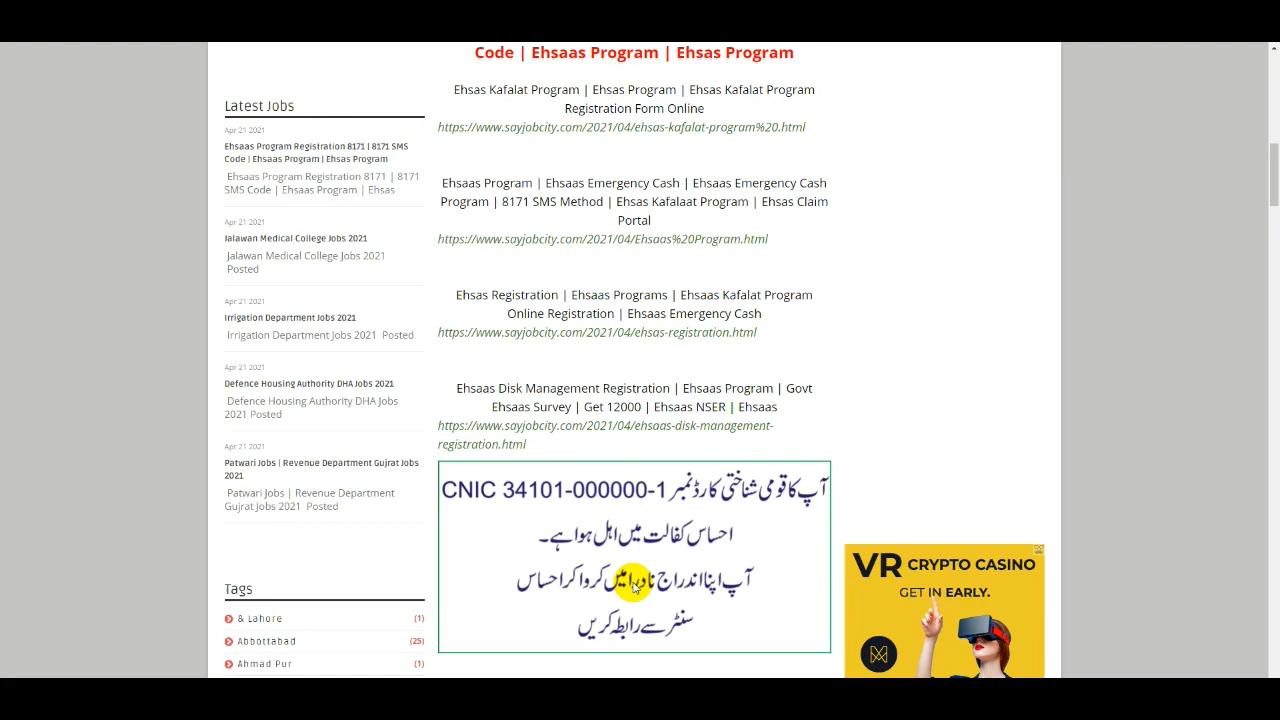 Code | Ehsaas Program | Ehsas Program
Latest Jobs
Apr 21 2021
Ehsaas Program Registration 8171 | 8171 SMS
Code | Ehsaas Program | Ehsas Program
Ehsaas Program Registration 8171 | 8171
SMS Code | Ehsaas Program | Ehsas
Apr 21 2021
Jalawan Medical College Jobs 2021
Jalawan Medical College Jobs 2021
Posted
Apr 21 2021
Irrigation Department Jobs 2021
Irrigation Department Jobs 2021 Posted
Apr 21 2021
Defence Housing Authority DHA Jobs 2021
Defence Housing Authority DHA Jobs
2021 Posted
Apr 21 2021
Patwari Jobs | Revenue Department Gujrat Jobs
2021
Patwari Jobs | Revenue Department
Gujrat Jobs 2021 Posted
Tags
& Lahore (1)
Abbottabad (25)
Ahmad Pur (1)
Ehsas Kafalat Program | Ehsas Program | Ehsas Kafalat Program
Registration Form Online
https://www.sayjobcity.com/2021/04/ehsas-kafalat-program%20.html
Ehsaas Program | Ehsaas Emergency Cash | Ehsaas Emergency Cash
Program | 8171 SMS Method | Ehsas Kafalaat Program | Ehsas Claim
Portal
https://www.sayjobcity.com/2021/04/Ehsaas%20Program.html
Ehsas Registration | Ehsaas Programs | Ehsaas Kafalat Program
Online Registration | Ehsaas Emergency Cash
https://www.sayjobcity.com/2021/04/ehsas-registration.html
Ehsaas Disk Management Registration | Ehsaas Program | Govt
Ehsaas Survey | Get 12000 | Ehsaas NSER | Ehsaas
https://www.sayjobcity.com/2021/04/ehsaas-disk-management-
registration.html
آپ کا قومی شناختی کارڈ نمبر CNIC 34101-000000-1
احساس کفالت میں اہل ہوا ہے۔
آپ اپنا اندراج نادرا میں کروا کر احساس
سنٹر سے رابطہ کریں
VR CRYPTO CASINO
GET IN EARLY.